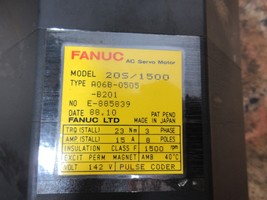 FANUC AC Servo Motor
MODEL 20S/1500
TYPE A06B-0505
-B201
NO E-885839
DATE 88.10 PAT PEND
FANUC LTD MADE IN JAPAN
TRQ.(STALL) 23 Nm 3 PHASE
AMP.(STALL) 15 A 8 POLES
INSULATION CLASS F 1500 rpm
EXCIT PERM MAGNET AMB 40°C
VOLT 142 V PULSE CODER